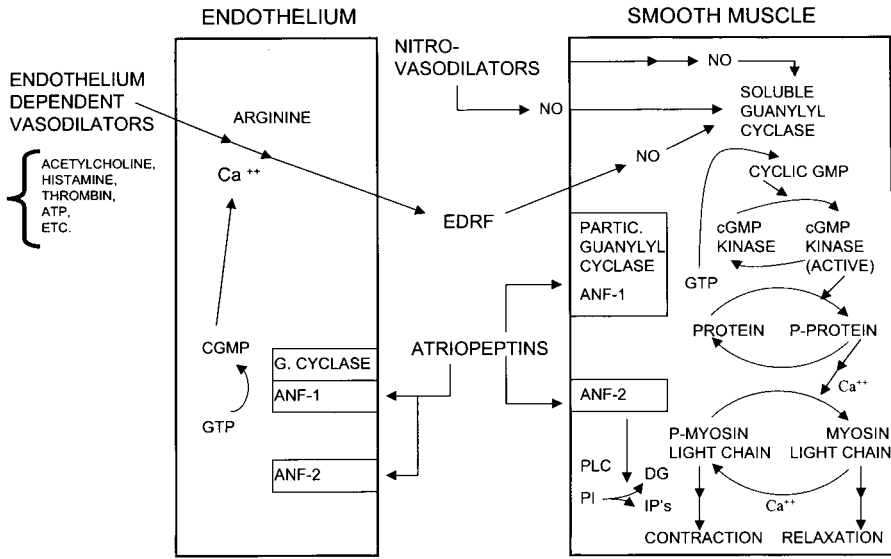 ENDOTHELIUM
SMOOTH MUSCLE
ENDOTHELIUM
DEPENDENT
VASODILATORS
ACETYLCHOLINE,
HISTAMINE,
THROMBIN,
ATP,
ETC.
ARGININE
Ca ++
CGMP
GTP
G. CYCLASE
ANF-1
ANF-2
NITRO-
VASODILATORS
NO
EDRF
ATRIOPEPTINS
NO
NO
SOLUBLE
GUANYLYL
CYCLASE
CYCLIC GMP
PARTIC.
GUANYLYL
CYCLASE
ANF-1
GTP
cGMP
KINASE
cGMP
KINASE
(ACTIVE)
PROTEIN
P-PROTEIN
Ca++
ANF-2
PLC
PI
DG
IP's
P-MYOSIN
LIGHT CHAIN
MYOSIN
LIGHT CHAIN
Ca++
CONTRACTION
RELAXATION